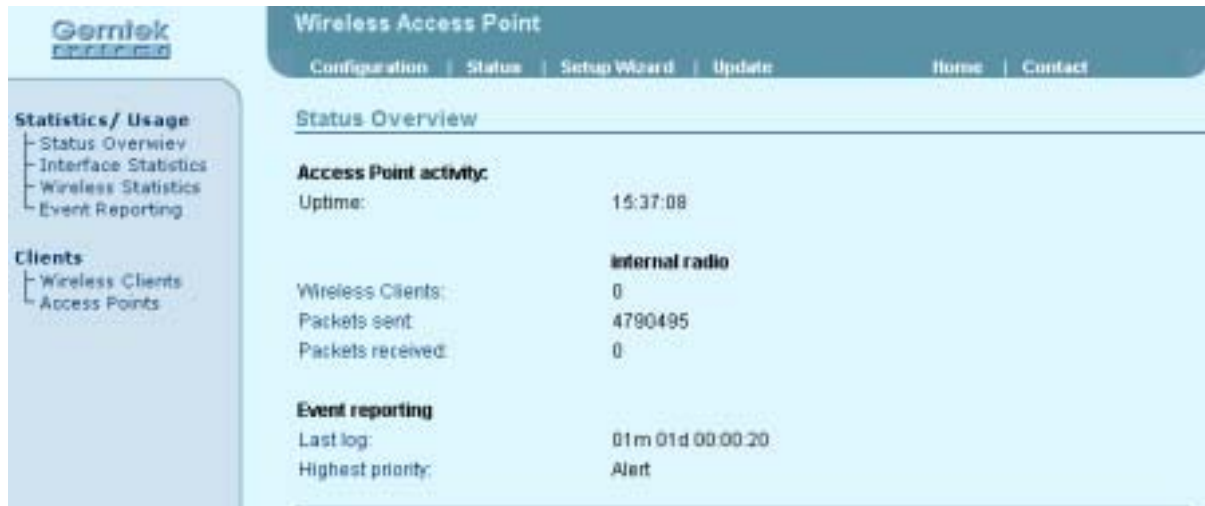 Gemtek
Wireless Access Point
Configuration | Status | Setup Wizard | Update Home | Contact
Statistics/ Usage
Status Overwiev
Interface Statistics
Wireless Statistics
Event Reporting
Clients
Wireless Clients
Access Points
Status Overview
Access Point activity:
Uptime: 15:37:08
internal radio
Wireless Clients: 0
Packets sent: 4790495
Packets received: 0
Event reporting
Last log: 01m 01d 00:00:20
Highest priority: Alert